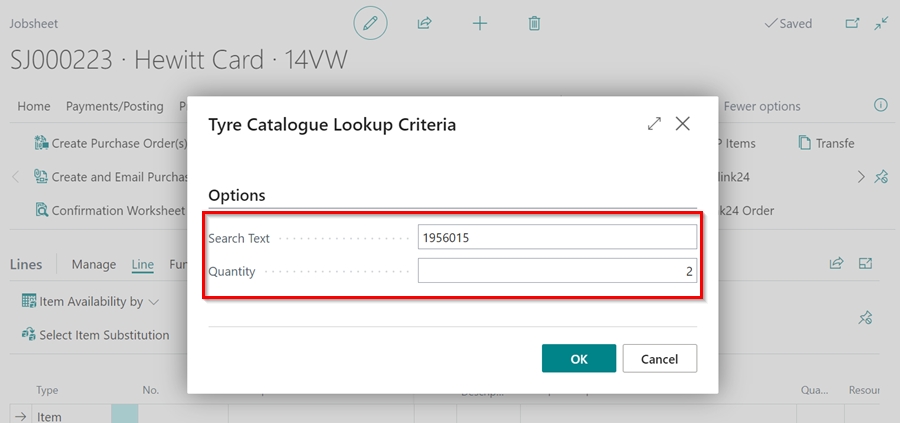 Jobsheet
Saved
SJ000223 · Hewitt Card · 14VW
Home Payments/Posting Fewer options
Tyre Catalogue Lookup Criteria
Create Purchase Order(s) Items Transfe
Create and Email Purchas link24
Confirmation Worksheet k24 Order
Options
Search Text 1956015
Quantity 2
Lines Manage Line Fun
Item Availability by
Select Item Substitution
OK Cancel
Type No. Qua... Resour
Item